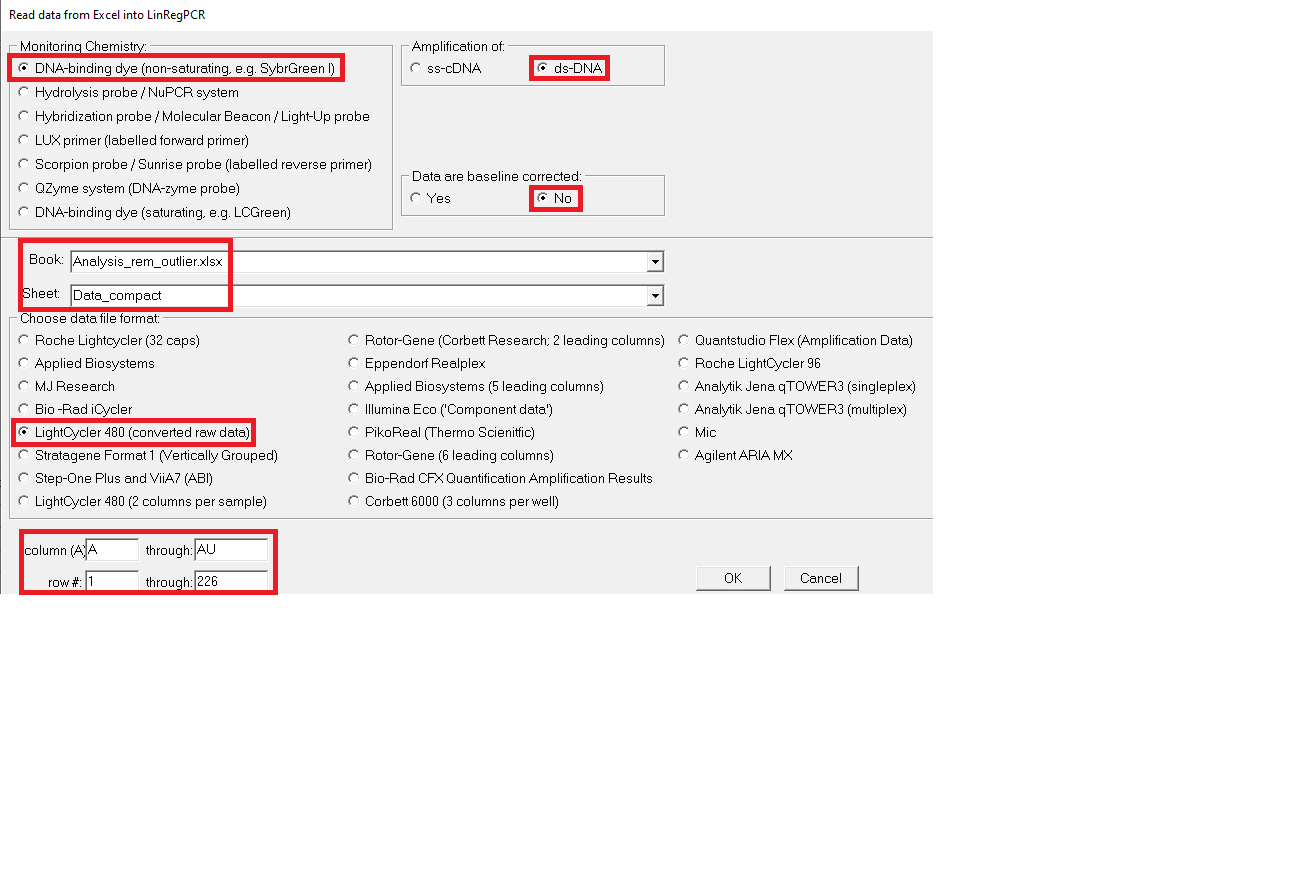 Read data from Excel into LinRegPCR
Monitoring Chemistry:
DNA-binding dye (non-saturating, e.g. SybrGreen I)
Hydrolysis probe / NuPCR system
Hybridization probe / Molecular Beacon / Light-Up probe
LUX primer (labelled forward primer)
Scorpion probe / Sunrise probe (labelled reverse primer)
QZyme system (DNA-zyme probe)
DNA-binding dye (saturating, e.g. LCGreen)
Amplification of:
ss-cDNA ds-DNA
Data are baseline corrected:
Yes No
Book: Analysis_rem_outlier.xlsx
Sheet: Data_compact
Choose data file format:
Roche Lightcycler (32 caps)
Applied Biosystems
MJ Research
Bio -Rad iCycler
LightCycler 480 (converted raw data)
Stratagene Format 1 (Vertically Grouped)
Step-One Plus and ViiA7 (ABI)
LightCycler 480 (2 columns per sample)
Rotor-Gene (Corbett Research; 2 leading columns)
Eppendorf Realplex
Applied Biosystems (5 leading columns)
Illumina Eco ('Component data')
PikoReal (Thermo Scienitfic)
Rotor-Gene (6 leading columns)
Bio-Rad CFX Quantification Amplification Results
Corbett 6000 (3 columns per well)
Quantstudio Flex (Amplification Data)
Roche LightCycler 96
Analytik Jena qTOWER3 (singleplex)
Analytik Jena qTOWER3 (multiplex)
Mic
Agilent ARIA MX
column (A) A through: AU
row #: 1 through: 226
OK Cancel